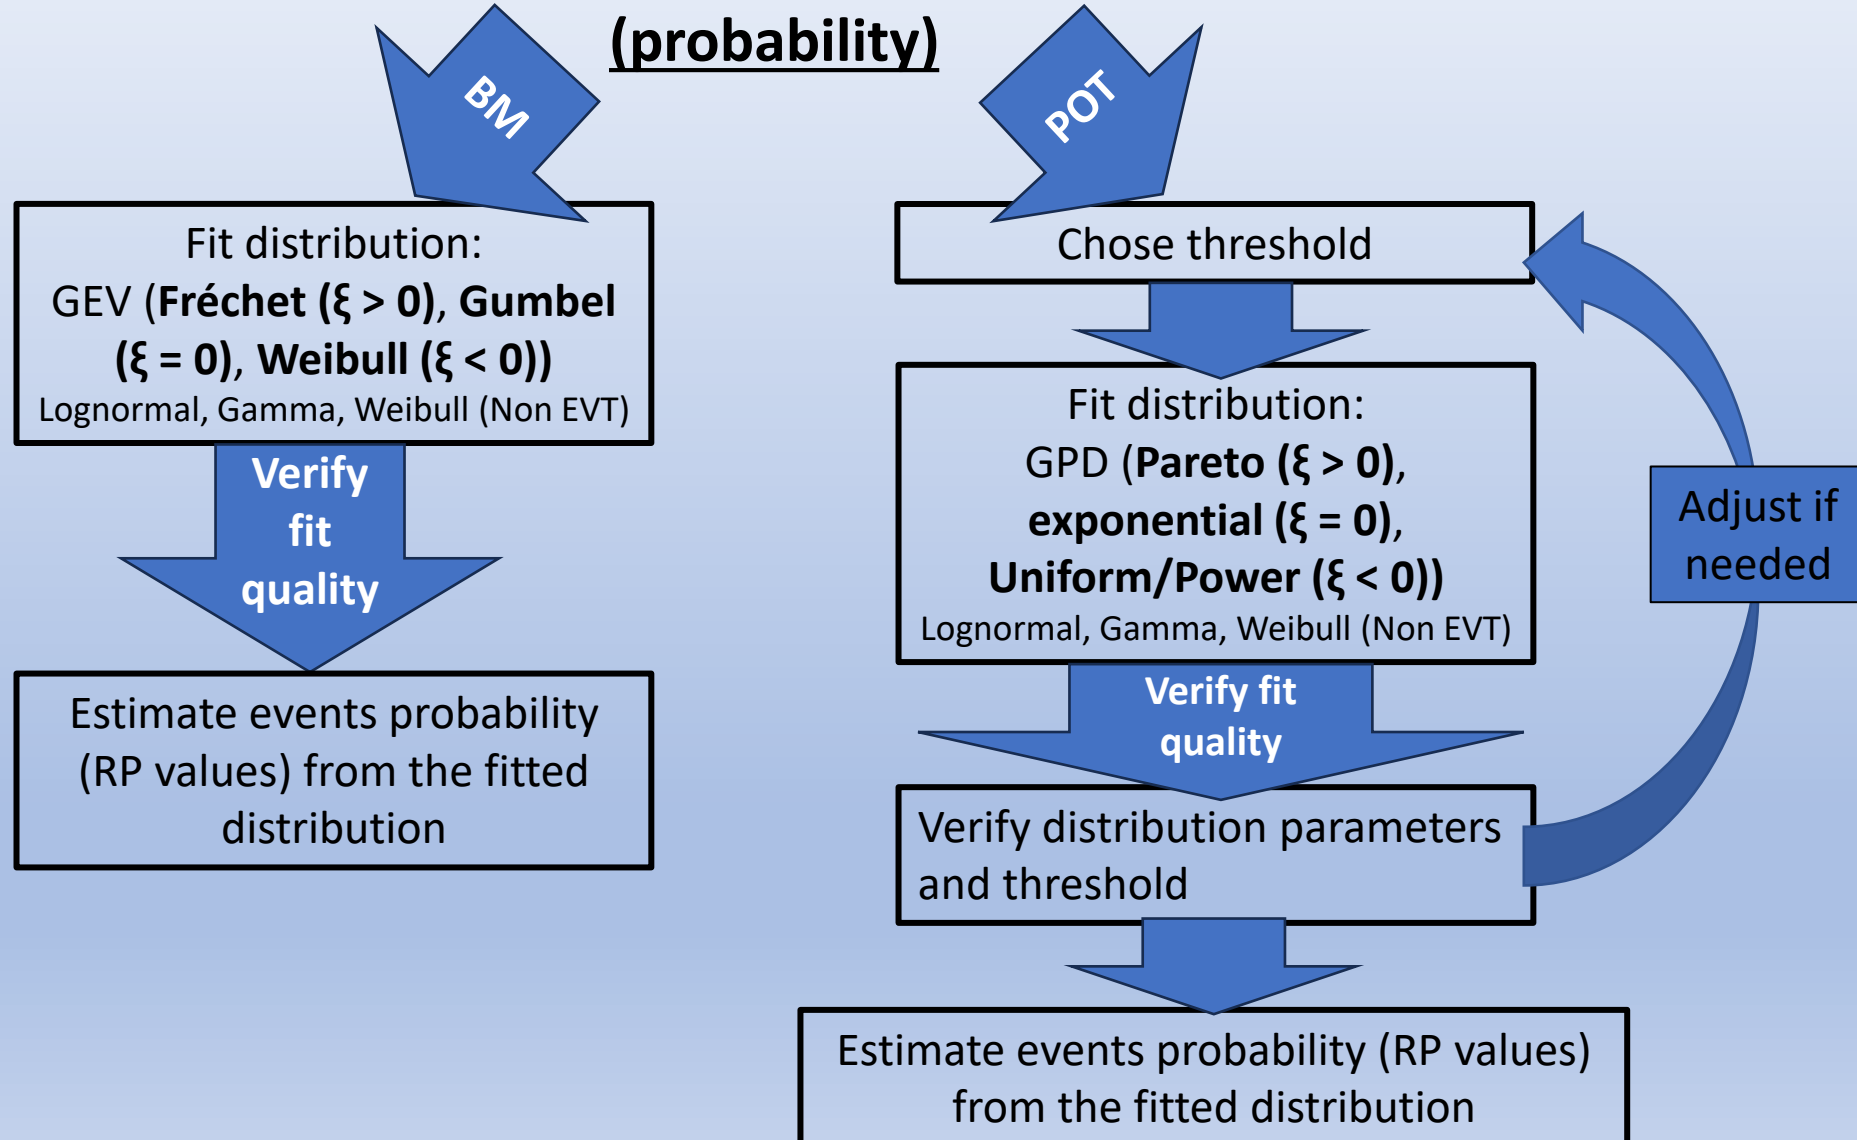 (probability)
BM
POT
Fit distribution:
GEV (Fréchet (ξ > 0), Gumbel
(ξ = 0), Weibull (ξ < 0))
Lognormal, Gamma, Weibull (Non EVT)
Verify
fit
quality
Estimate events probability
(RP values) from the fitted
distribution
Chose threshold
Fit distribution:
GPD (Pareto (ξ > 0),
exponential (ξ = 0),
Uniform/Power (ξ < 0))
Lognormal, Gamma, Weibull (Non EVT)
Verify fit
quality
Verify distribution parameters
and threshold
Adjust if
needed
Estimate events probability (RP values)
from the fitted distribution